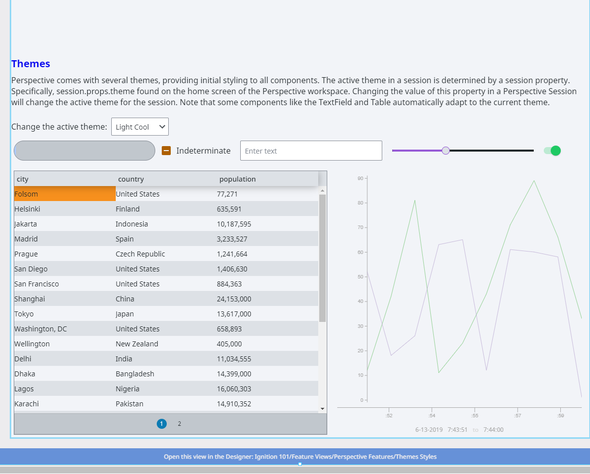 Themes
Perspective comes with several themes, providing initial styling to all components. The active theme in a session is determined by a session property.
Specifically, session.props.theme found on the home screen of the Perspective workspace. Changing the value of this property in a Perspective Session
will change the active theme for the session. Note that some components like the TextField and Table automatically adapt to the current theme.
Change the active theme: Light Cool
Indeterminate Enter text
city country population
Folsom United States 77,271
Helsinki Finland 635,591
Jakarta Indonesia 10,187,595
Madrid Spain 3,233,527
Prague Czech Republic 1,241,664
San Diego United States 1,406,630
San Francisco United States 884,363
Shanghai China 24,153,000
Tokyo Japan 13,617,000
Washington, DC United States 658,893
Wellington New Zealand 405,000
Delhi India 11,034,555
Dhaka Bangladesh 14,399,000
Lagos Nigeria 16,060,303
Karachi Pakistan 14,910,352
1 2
90
80
70
60
50
40
30
20
10
0
:52 :54 :55 :57 :58
6-13-2019 7:43:51 to 7:44:00
Open this view in the Designer: Ignition 101/Feature Views/Perspective Features/Themes Styles